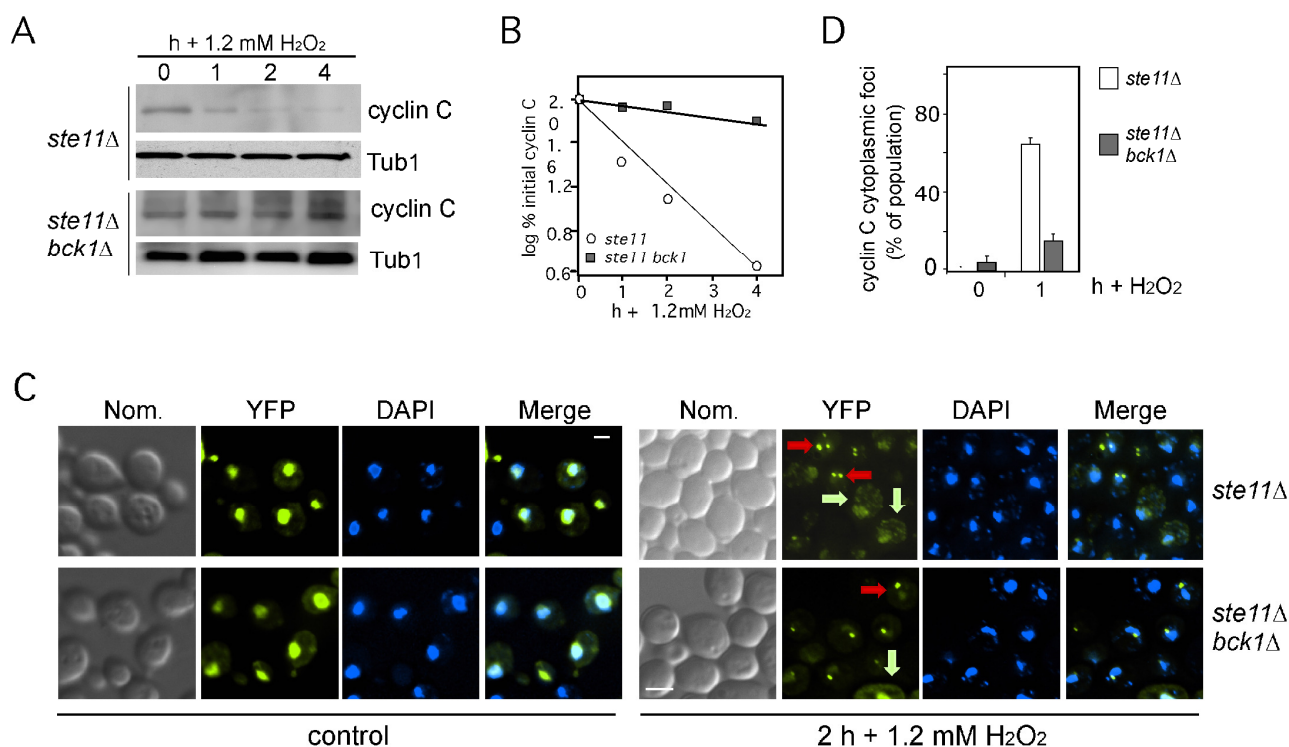 A
h + 1.2 mM H₂O₂
0 1 2 4
ste11Δ
cyclin C
Tub1
ste11Δ
bck1Δ
cyclin C
Tub1
B
log % initial cyclin C
2.
0
1.
6
1.2
0.8
0.6
ste11
ste11 bck1
0 1 2 3 4
h + 1.2mM H₂O₂
D
cyclin C cytoplasmic foci
(% of population)
80
40
0
0 1
h + H₂O₂
ste11Δ
ste11Δ
bck1Δ
C
Nom. YFP DAPI Merge
Nom. YFP DAPI Merge
ste11Δ
ste11Δ
bck1Δ
control
2 h + 1.2 mM H₂O₂